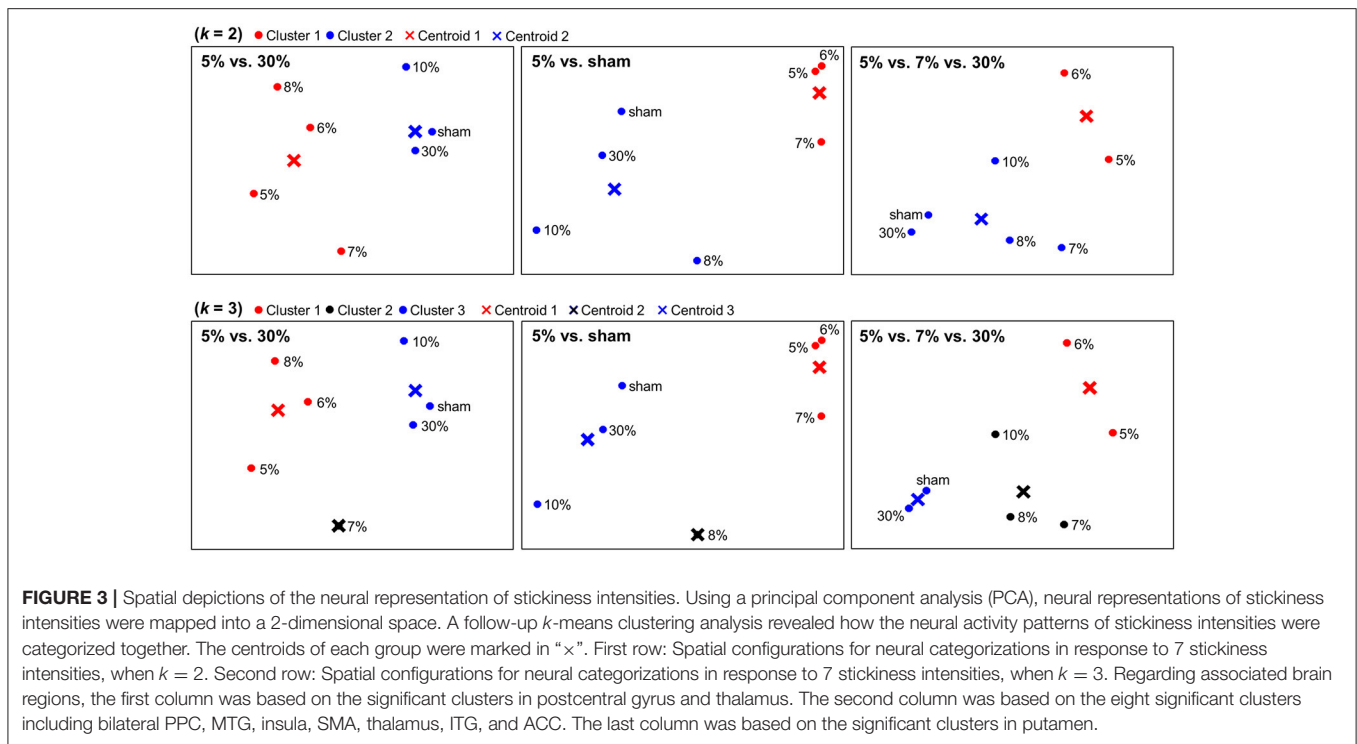 (k = 2) Cluster 1 Cluster 2 Centroid 1 Centroid 2
5% vs. 30%
10%
8%
6%
sham
30%
5%
7%
5% vs. sham
6%
5%
sham
7%
30%
10%
8%
5% vs. 7% vs. 30%
6%
10%
5%
sham
30%
8%
7%
(k = 3) Cluster 1 Cluster 2 Cluster 3 Centroid 1 Centroid 2 Centroid 3
5% vs. 30%
10%
8%
6%
sham
30%
5%
7%
5% vs. sham
6%
5%
sham
7%
30%
10%
8%
5% vs. 7% vs. 30%
6%
10%
5%
sham
30%
8%
7%
FIGURE 3 | Spatial depictions of the neural representation of stickiness intensities. Using a principal component analysis (PCA), neural representations of stickiness
intensities were mapped into a 2-dimensional space. A follow-up k-means clustering analysis revealed how the neural activity patterns of stickiness intensities were
categorized together. The centroids of each group were marked in “×”. First row: Spatial configurations for neural categorizations in response to 7 stickiness
intensities, when k = 2. Second row: Spatial configurations for neural categorizations in response to 7 stickiness intensities, when k = 3. Regarding associated brain
regions, the first column was based on the significant clusters in postcentral gyrus and thalamus. The second column was based on the eight significant clusters
including bilateral PPC, MTG, insula, SMA, thalamus, ITG, and ACC. The last column was based on the significant clusters in putamen.